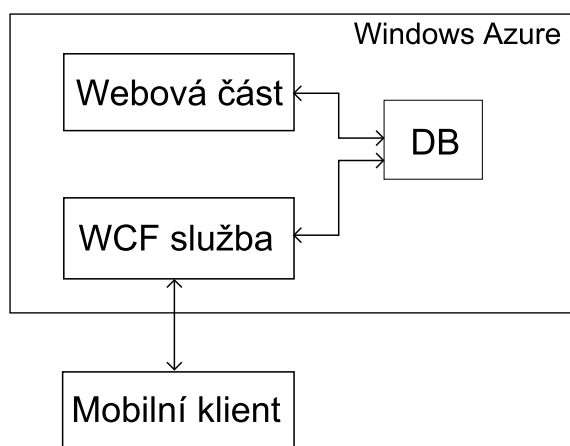 Windows Azure
Webová část
DB
WCF služba
Mobilní klient